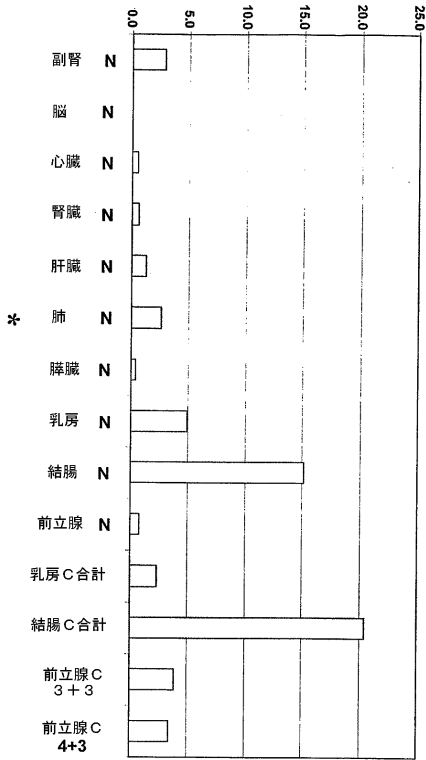 0.0 5.0 10.0 15.0 20.0 25.0
副腎 N
脳 N
心臓 N
腎臓 N
肝臓 N
* 肺 N
膵臓 N
乳房 N
結腸 N
前立腺 N
乳房C合計
結腸C合計
前立腺C
3+3
前立腺C
4+3